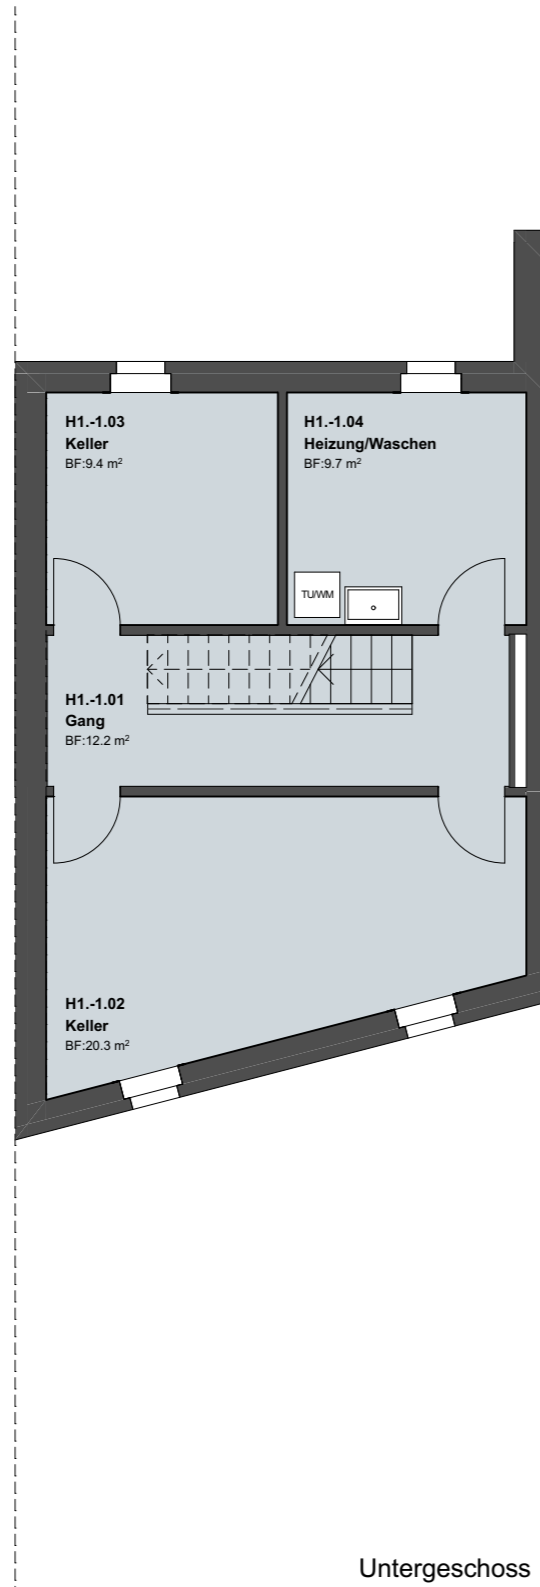 H1.-1.03
Keller
BF:9.4 m²
H1.-1.04
Heizung/Waschen
BF:9.7 m²
TU/WM
H1.-1.01
Gang
BF:12.2 m²
H1.-1.02
Keller
BF:20.3 m²
Untergeschoss